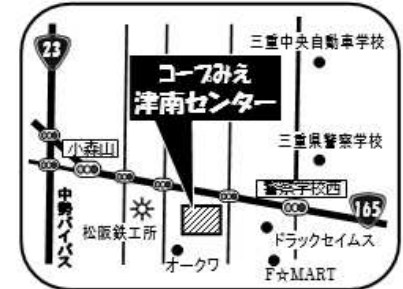 23
三重中央自動車学校
コープみえ
津南センター
三重県警察学校
小森山
警察学校西
165
中勢バイパス
松阪鉄工所
ドラックセイムス
オークワ
F☆MART